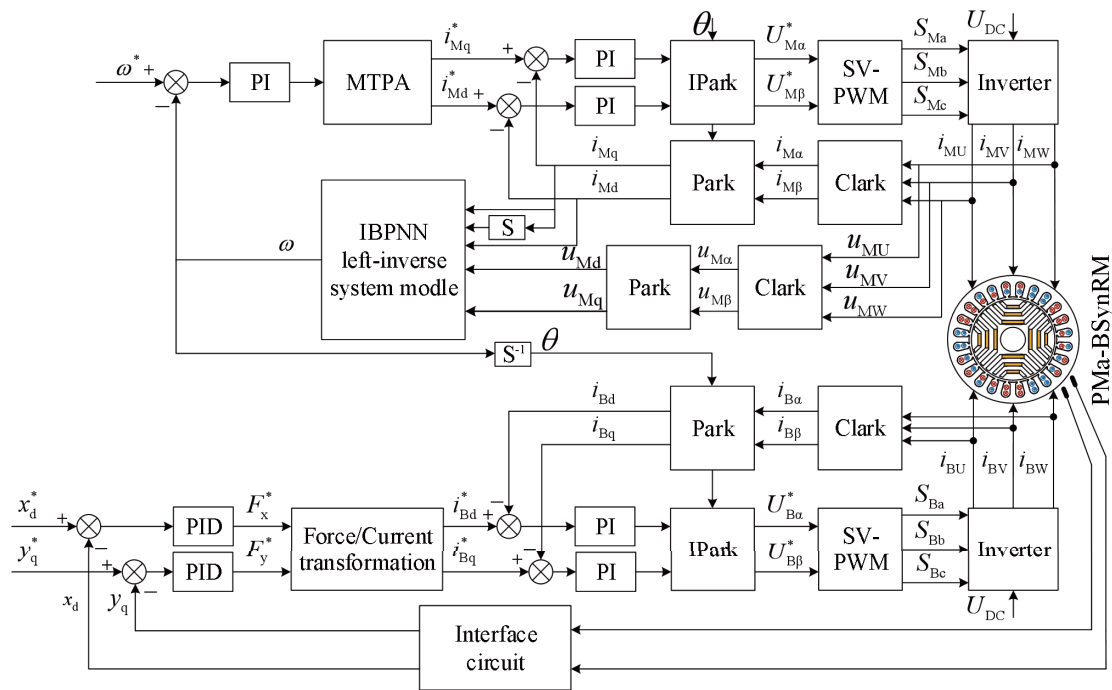 ω* +
−
PI
MTPA
i*Mq
i*Md +
+
−
−
PI
PI
θ
IPark
U*Mα
U*Mβ
SV-
PWM
SMa
SMb
SMc
UDC
Inverter
iMq
iMd
Park
iMα
iMβ
Clark
iMU
iMV
iMW
IBPNN
left-inverse
system modle
S
ω
uMd
uMq
Park
uMα
uMβ
Clark
uMU
uMV
uMW
PMa-BSynRM
S-1
θ
iBd
iBq
Park
iBα
iBβ
Clark
iBU
iBV
iBW
x*d
+
−
y*q
+
−
xd
yq
PID
PID
F*x
F*y
Force/Current
transformation
i*Bd +
i*Bq +
−
−
PI
PI
IPark
U*Bα
U*Bβ
SV-
PWM
SBa
SBb
SBc
Inverter
UDC
Interface
circuit